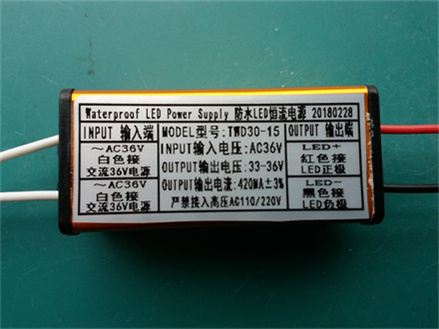 Waterproof LED Power Supply 防水LED恒流电源 20180228
INPUT 输入端
～AC36V
白色接
交流36V电源
～AC36V
白色接
交流36V电源
MODEL型号:TWD30-15
INPUT输入电压:AC36V
OUTPUT输出电压:33-36V
OUTPUT输出电流:420MA±3%
严禁接入高压AC110/220V
OUTPUT 输出端
LED+
红色接
LED正极
LED-
黑色接
LED负极